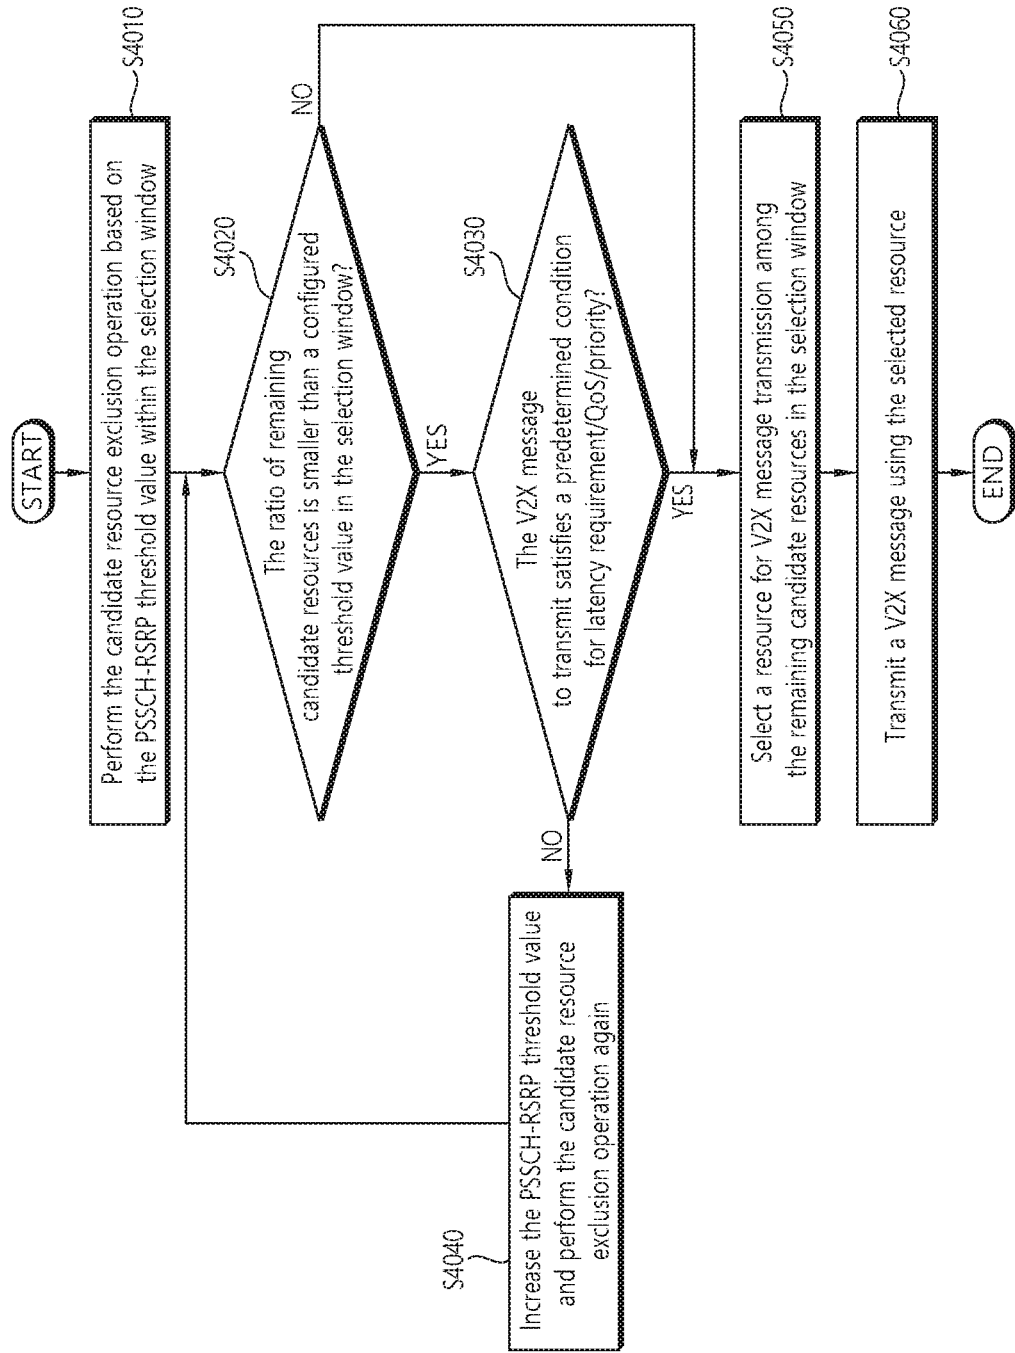 START
S4010
Perform the candidate resource exclusion operation based on
the PSSCH-RSRP threshold value within the selection window
S4020
The ratio of remaining
candidate resources is smaller than a configured
threshold value in the selection window?
NO
YES
S4030
The V2X message
to transmit satisfies a predetermined condition
for latency requirement/QoS/priority?
NO
YES
S4040
Increase the PSSCH-RSRP threshold value
and perform the candidate resource
exclusion operation again
S4050
Select a resource for V2X message transmission among
the remaining candidate resources in the selection window
S4060
Transmit a V2X message using the selected resource
END